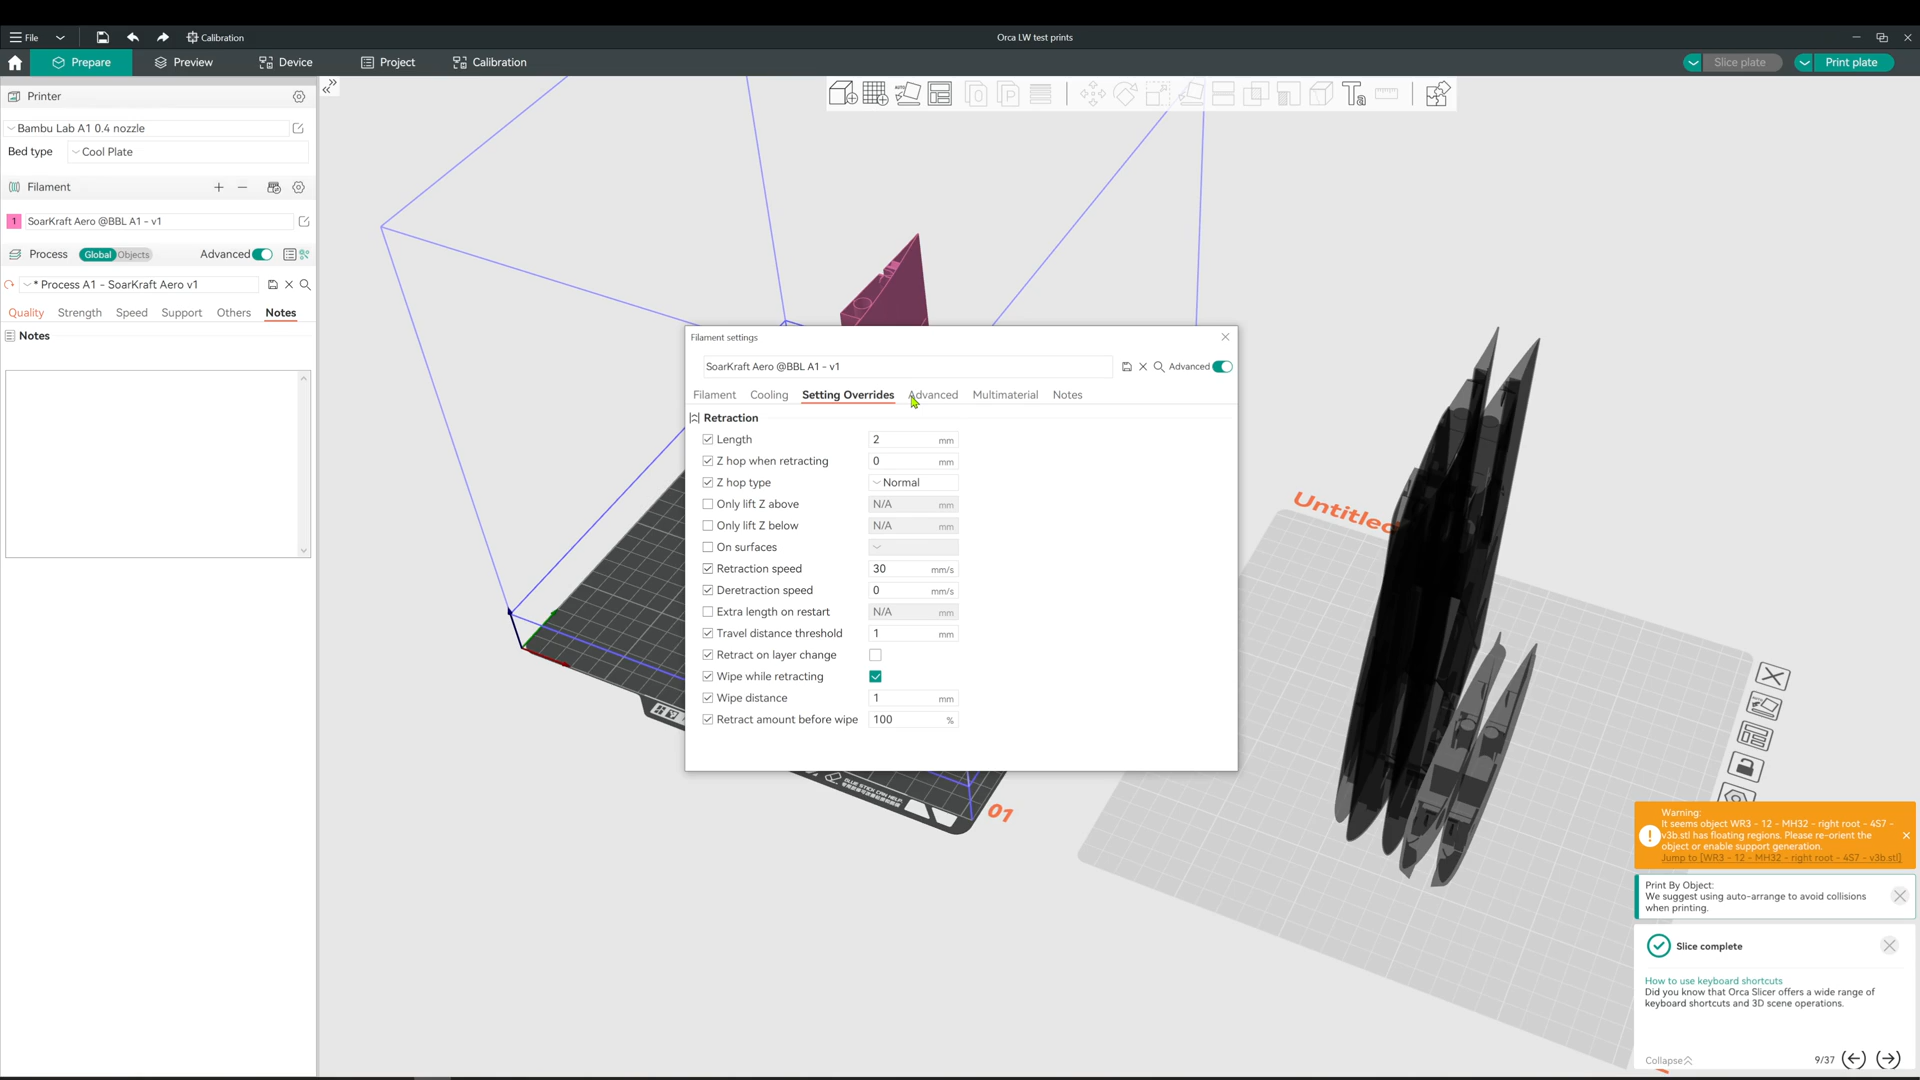 File
Calibration
Orca LW test prints
Prepare
Preview
Device
Project
Calibration
Slice plate
Print plate
Printer
Bambu Lab A1 0.4 nozzle
Bed type
Cool Plate
Filament
1
SoarKraft Aero @BBL A1 - v1
Process
Global
Objects
Advanced
* Process A1 - SoarKraft Aero v1
Quality
Strength
Speed
Support
Others
Notes
Notes
Filament settings
SoarKraft Aero @BBL A1 - v1
Advanced
Filament
Cooling
Setting Overrides
Advanced
Multimaterial
Notes
Retraction
Length
2 mm
Z hop when retracting
0 mm
Z hop type
Normal
Only lift Z above
N/A mm
Only lift Z below
N/A mm
On surfaces
Retraction speed
30 mm/s
Deretraction speed
0 mm/s
Extra length on restart
N/A mm
Travel distance threshold
1 mm
Retract on layer change
Wipe while retracting
Wipe distance
1 mm
Retract amount before wipe
100 %
01
Warning:
It seems object WR3 - 12 - MH32 - right root - 4S7 -
v3b.stl has floating regions. Please re-orient the
object or enable support generation.
Jump to [WR3 - 12 - MH32 - right root - 4S7 - v3b.stl]
Print By Object:
We suggest using auto-arrange to avoid collisions
when printing.
Slice complete
How to use keyboard shortcuts
Did you know that Orca Slicer offers a wide range of
keyboard shortcuts and 3D scene operations.
Collapse
9/37